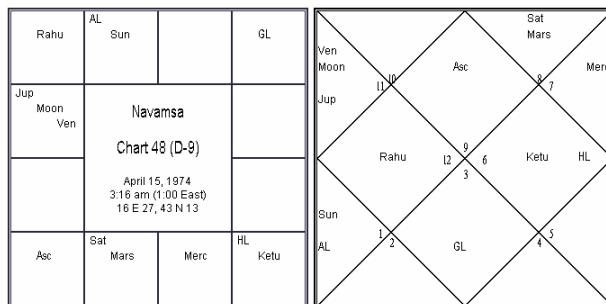 Rahu
AL
Sun
GL
Jup
Moon
Ven
Navamsa
Chart 48 (D-9)
April 15, 1974
3:16 am (1:00 East)
16 E 27, 43 N 13
Asc
Sat
Mars
Merc
HL
Ketu
Sat
Mars
Ven
Moon
Jup
Asc
Merc
10
11
8
7
9
12
6
3
Rahu
Ketu
HL
Sun
AL
1
2
GL
5
4